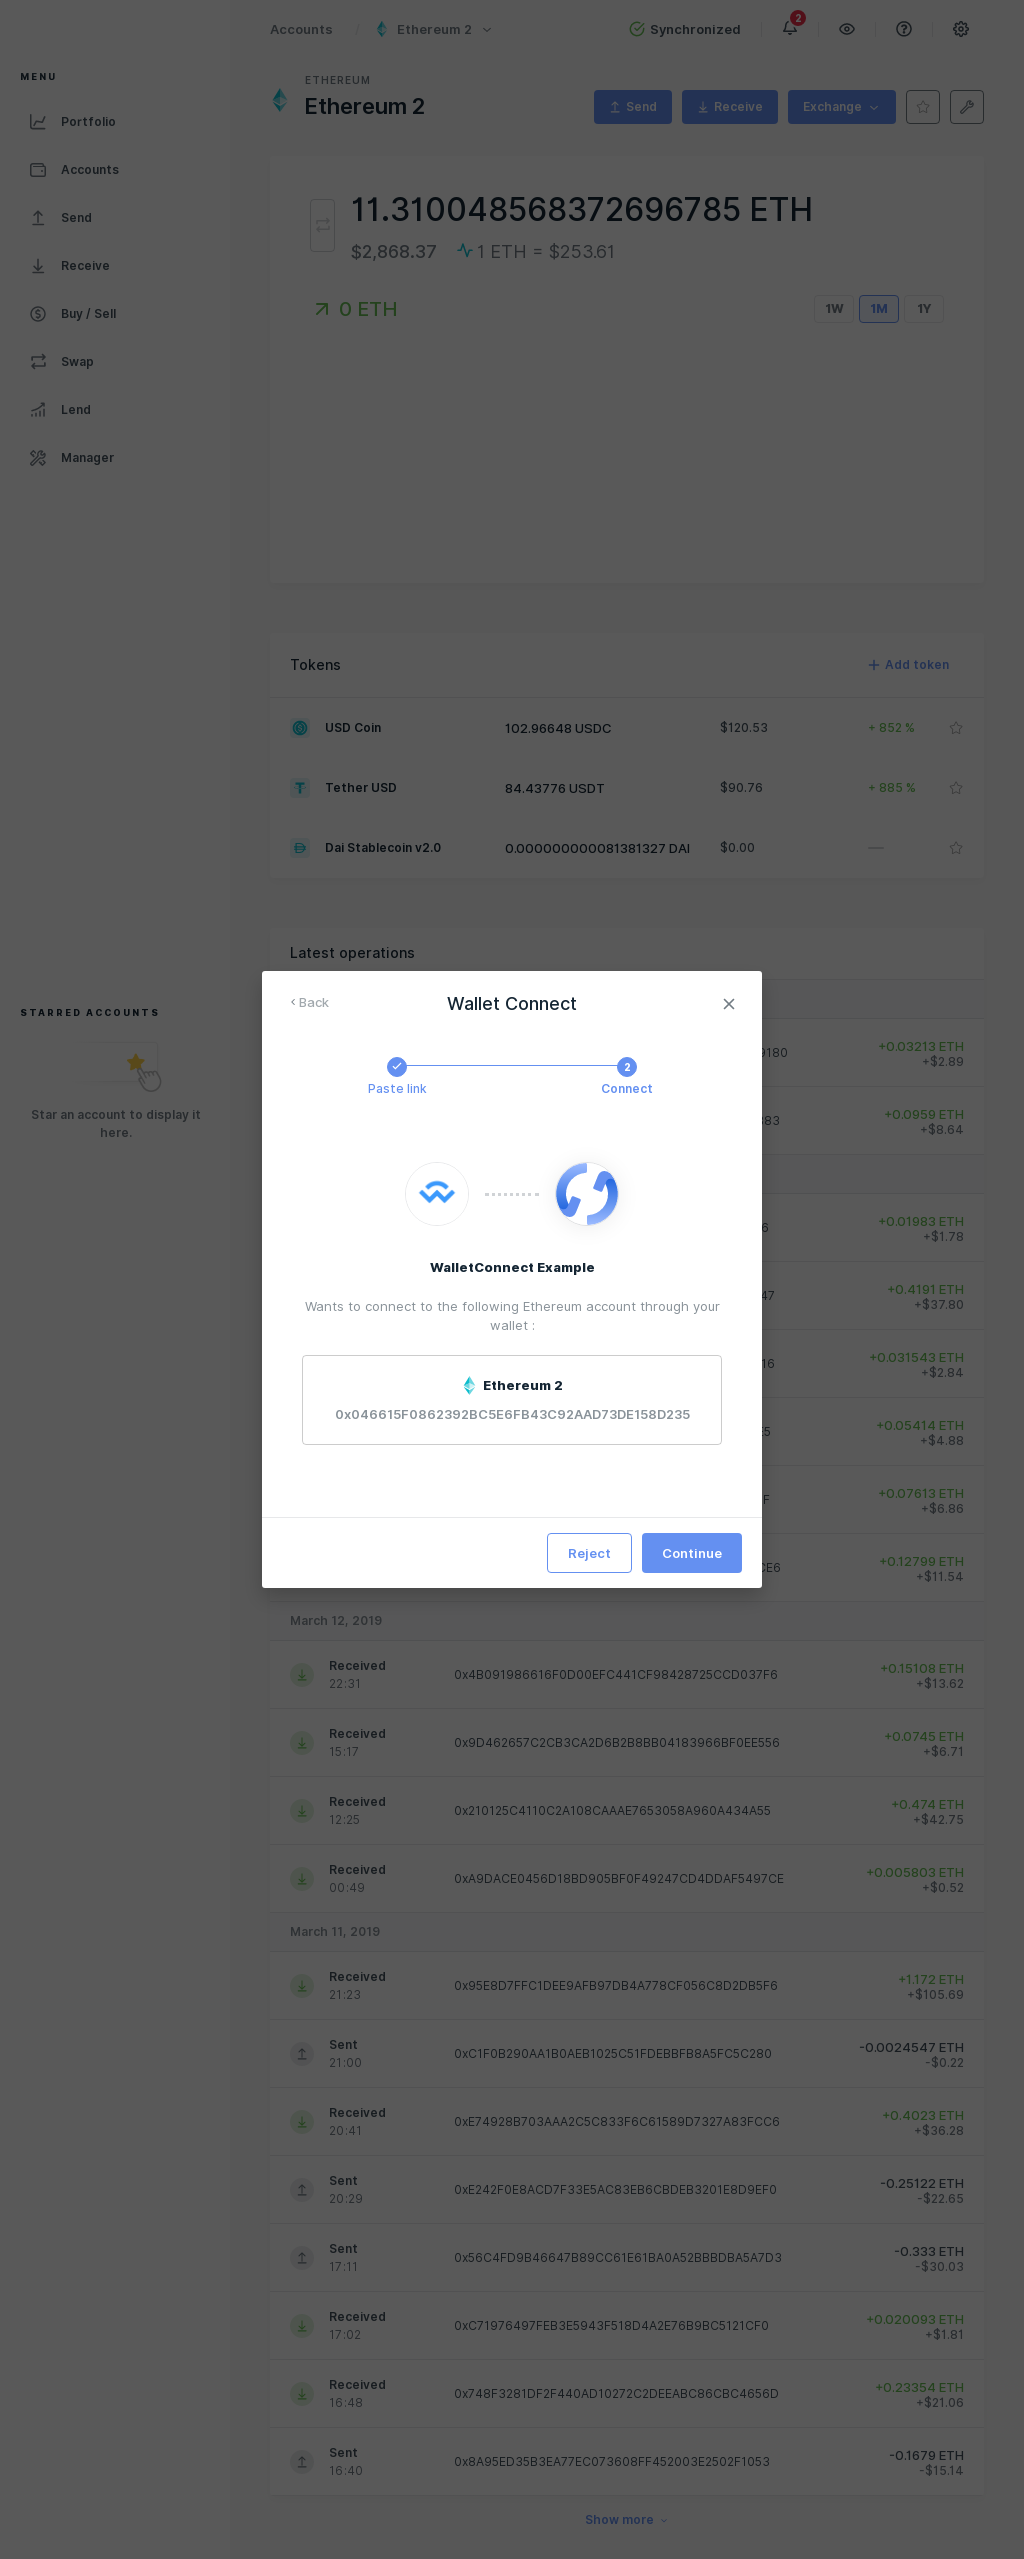 Accounts / Ethereum 2
Synchronized
2
MENU
Portfolio
Accounts
Send
Receive
Buy / Sell
Swap
Lend
Manager
STARRED ACCOUNTS
Star an account to display it
here.
ETHEREUM
Ethereum 2
Send
Receive
Exchange
11.310048568372696785 ETH
$2,868.37
1 ETH = $253.61
0 ETH
1W
1M
1Y
Tokens
Add token
USD Coin 102.96648 USDC $120.53 + 852 %
Tether USD 84.43776 USDT $90.76 + 885 %
Dai Stablecoin v2.0 0.000000000081381327 DAI $0.00 —
Latest operations
Back
Wallet Connect
Paste link
2
Connect
WalletConnect Example
Wants to connect to the following Ethereum account through your
wallet :
Ethereum 2
0x046615F0862392BC5E6FB43C92AAD73DE158D235
Reject
Continue
9180 +0.03213 ETH
+$2.89
383 +0.0959 ETH
+$8.64
6 +0.01983 ETH
+$1.78
47 +0.4191 ETH
+$37.80
16 +0.031543 ETH
+$2.84
E5 +0.05414 ETH
+$4.88
F +0.07613 ETH
+$6.86
CE6 +0.12799 ETH
+$11.54
March 12, 2019
Received 0x4B091986616F0D00EFC441CF98428725CCD037F6 +0.15108 ETH
22:31 +$13.62
Received 0x9D462657C2CB3CA2D6B2B8BB04183966BF0EE556 +0.0745 ETH
15:17 +$6.71
Received 0x210125C4110C2A108CAAAE7653058A960A434A55 +0.474 ETH
12:25 +$42.75
Received 0xA9DACE0456D18BD905BF0F49247CD4DDAF5497CE +0.005803 ETH
00:49 +$0.52
March 11, 2019
Received 0x95E8D7FFC1DEE9AFB97DB4A778CF056C8D2DB5F6 +1.172 ETH
21:23 +$105.69
Sent 0xC1F0B290AA1B0AEB1025C51FDEBBFB8A5FC5C280 -0.0024547 ETH
21:00 -$0.22
Received 0xE74928B703AAA2C5C833F6C61589D7327A83FCC6 +0.4023 ETH
20:41 +$36.28
Sent 0xE242F0E8ACD7F33E5AC83EB6CBDEB3201E8D9EF0 -0.25122 ETH
20:29 -$22.65
Sent 0x56C4FD9B46647B89CC61E61BA0A52BBBDBA5A7D3 -0.333 ETH
17:11 -$30.03
Received 0xC71976497FEB3E5943F518D4A2E76B9BC5121CF0 +0.020093 ETH
17:02 +$1.81
Received 0x748F3281DF2F440AD10272C2DEEABC86CBC4656D +0.23354 ETH
16:48 +$21.06
Sent 0x8A95ED35B3EA77EC073608FF452003E2502F1053 -0.1679 ETH
16:40 -$15.14
Show more